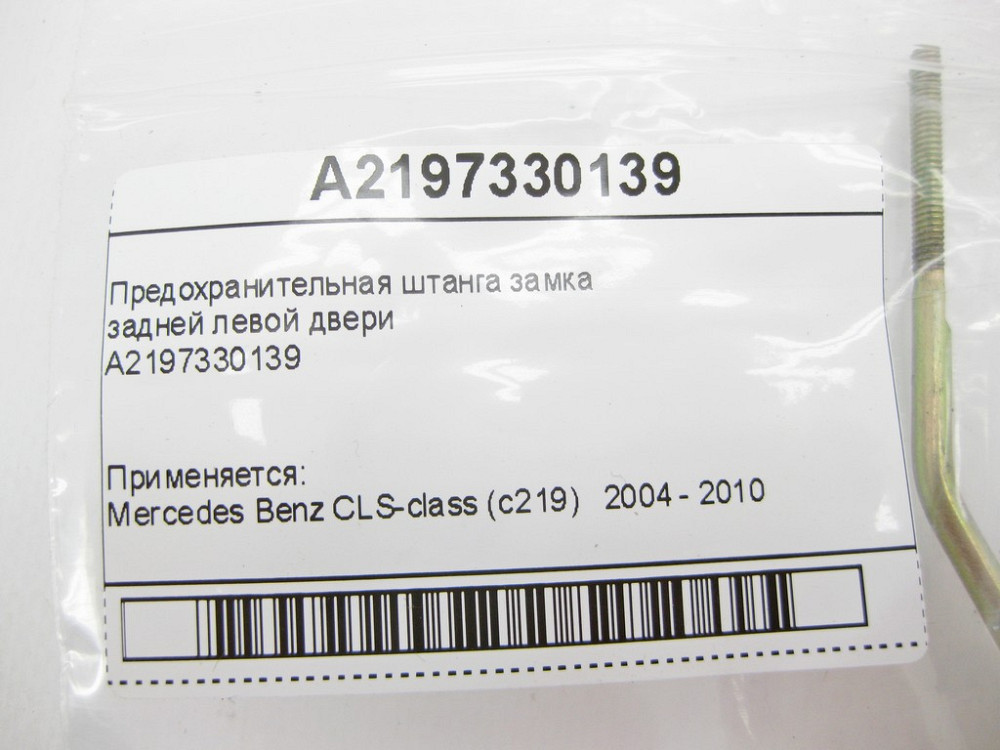 A2197330139
Предохранительная штанга замка
задней левой двери
A2197330139
Применяется:
Mercedes Benz CLS-class (c219) 2004 - 2010